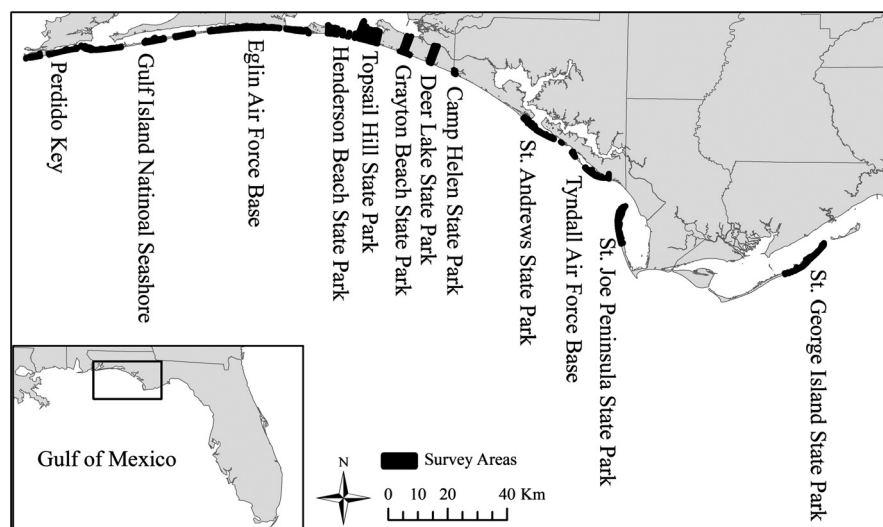 Perdido Key
Gulf Island Natinoal Seashore
Eglin Air Force Base
Henderson Beach State Park
Topsail Hill State Park
Grayton Beach State Park
Deer Lake State Park
Camp Helen State Park
St. Andrews State Park
Tyndall Air Force Base
St. Joe Peninsula State Park
St. George Island State Park
Gulf of Mexico
N
Survey Areas
0 10 20 40 Km